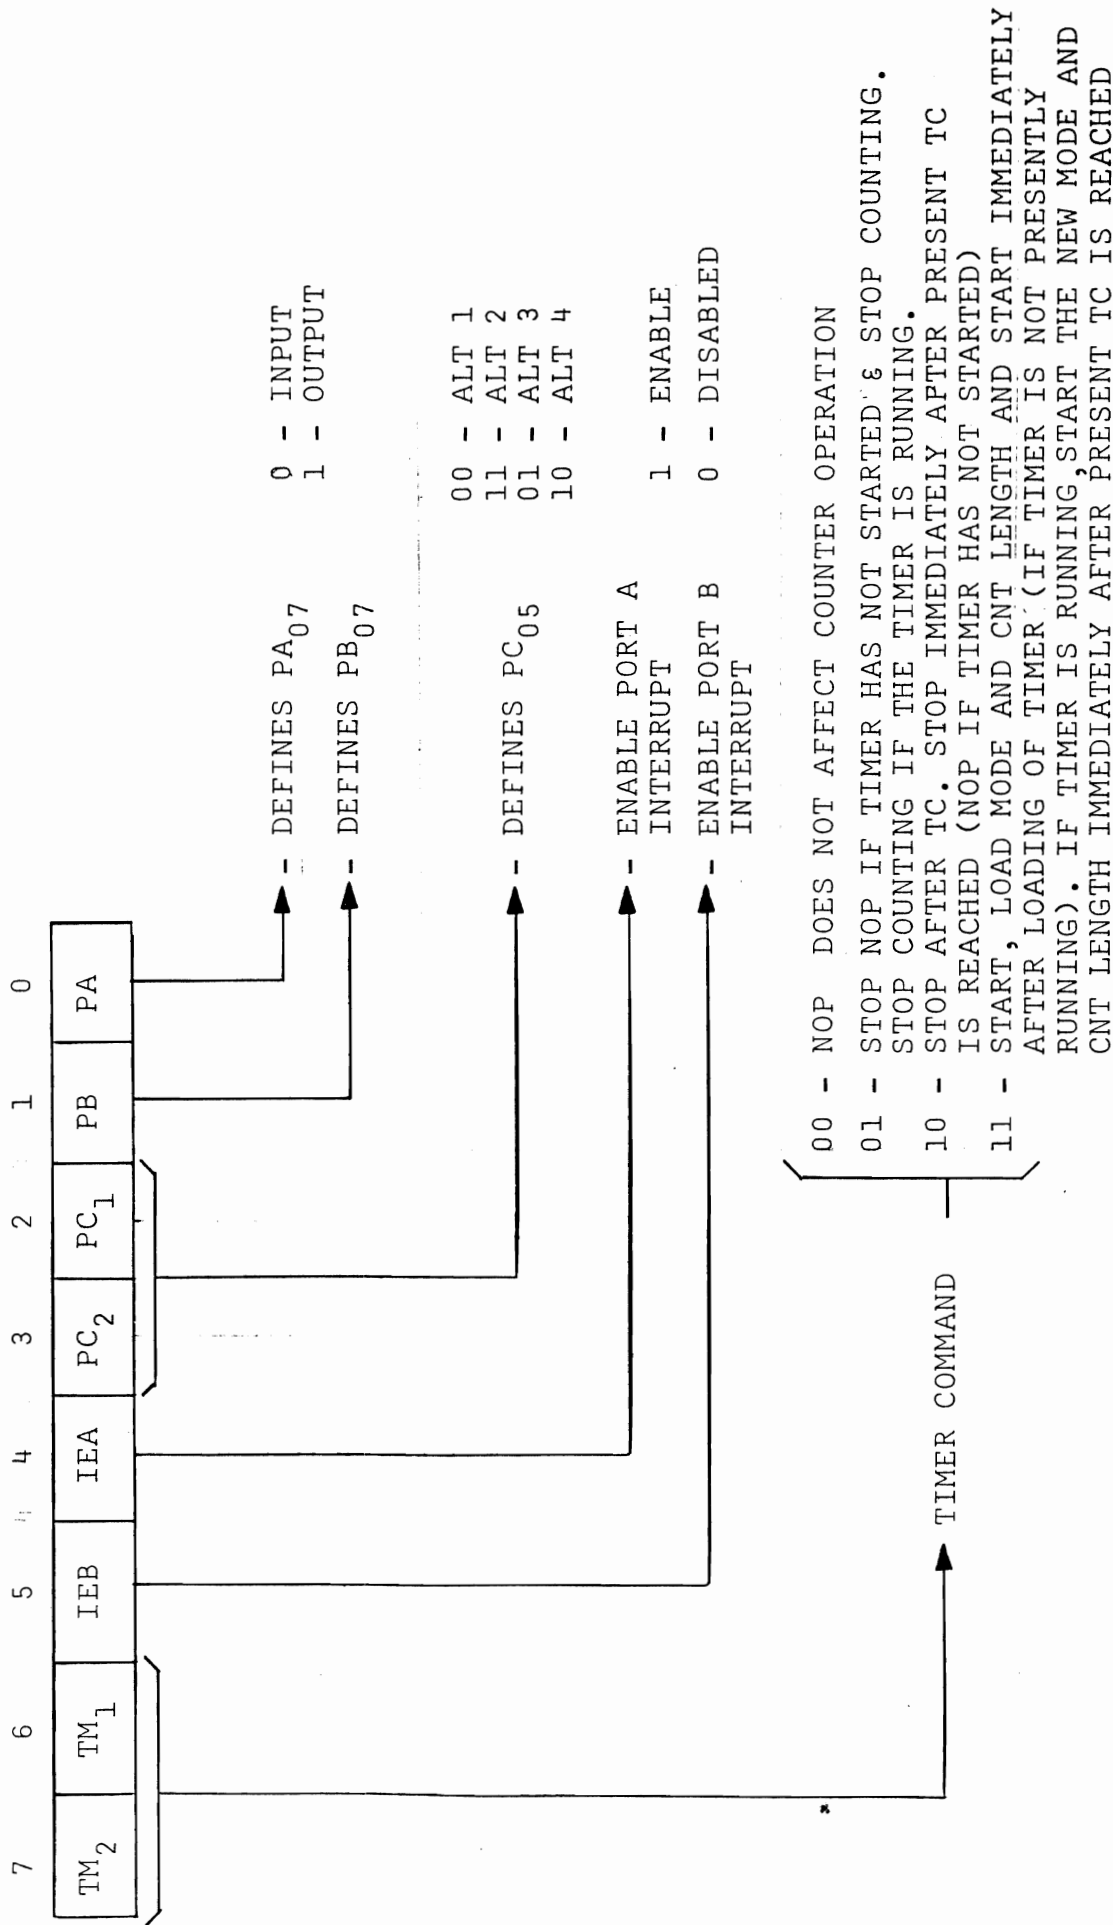 7 6 5 4 3 2 1 0
TM2 TM1 IEB IEA PC2 PC1 PB PA
- DEFINES PA07
0 - INPUT
- DEFINES PB07
1 - OUTPUT
- DEFINES PC05
00 - ALT 1
11 - ALT 2
01 - ALT 3
10 - ALT 4
- ENABLE PORT A
INTERRUPT
1 - ENABLE
- ENABLE PORT B
INTERRUPT
0 - DISABLED
TIMER COMMAND
00 - NOP DOES NOT AFFECT COUNTER OPERATION
01 - STOP NOP IF TIMER HAS NOT STARTED & STOP COUNTING.
STOP COUNTING IF THE TIMER IS RUNNING.
10 - STOP AFTER TC. STOP IMMEDIATELY APTER PRESENT TC
IS REACHED (NOP IF TIMER HAS NOT STARTED)
11 - START, LOAD MODE AND CNT LENGTH AND START IMMEDIATELY
AFTER LOADING OF TIMER (IF TIMER IS NOT PRESENTLY
RUNNING). IF TIMER IS RUNNING,START THE NEW MODE AND
CNT LENGTH IMMEDIATELY AFTER PRESENT TC IS REACHED